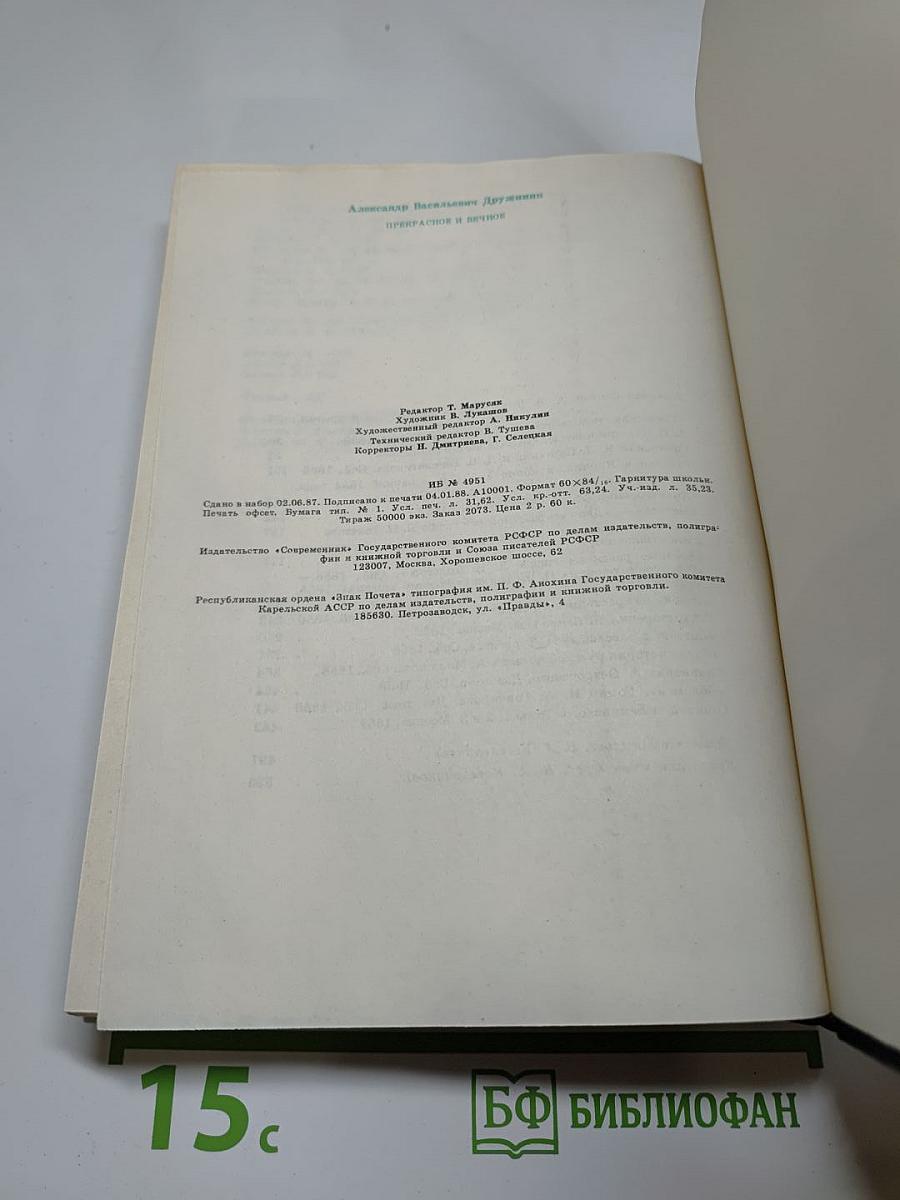 Александр Васильевич Дружинин
ПРЕКРАСНОЕ И ВЕЧНОЕ
Редактор Т. Марусяк
Художник В. Лукашов
Художественный редактор А. Никулин
Технический редактор В. Тушева
Корректоры Н. Дмитриева, Г. Селецкая
ИБ № 4951
Сдано в набор 02.06.87. Подписано к печати 04.01.88. А10001. Формат 60×84/16. Гарнитура школьн.
Печать офсет. Бумага тип. № 1. Усл. печ. л. 31,62. Усл. кр.-отт. 63,24. Уч.-изд. л. 35,23.
Тираж 50000 экз. Заказ 2073. Цена 2 р. 60 к.
Издательство «Современник» Государственного комитета РСФСР по делам издательств, полигра-
фии и книжной торговли и Союза писателей РСФСР
123007, Москва, Хорошевское шоссе, 62
Республиканская ордена «Знак Почета» типография им. П. Ф. Анохина Государственного комитета
Карельской АССР по делам издательств, полиграфии и книжной торговли.
185630. Петрозаводск, ул. «Правды», 4
15 с
БФ БИБЛИОФАН